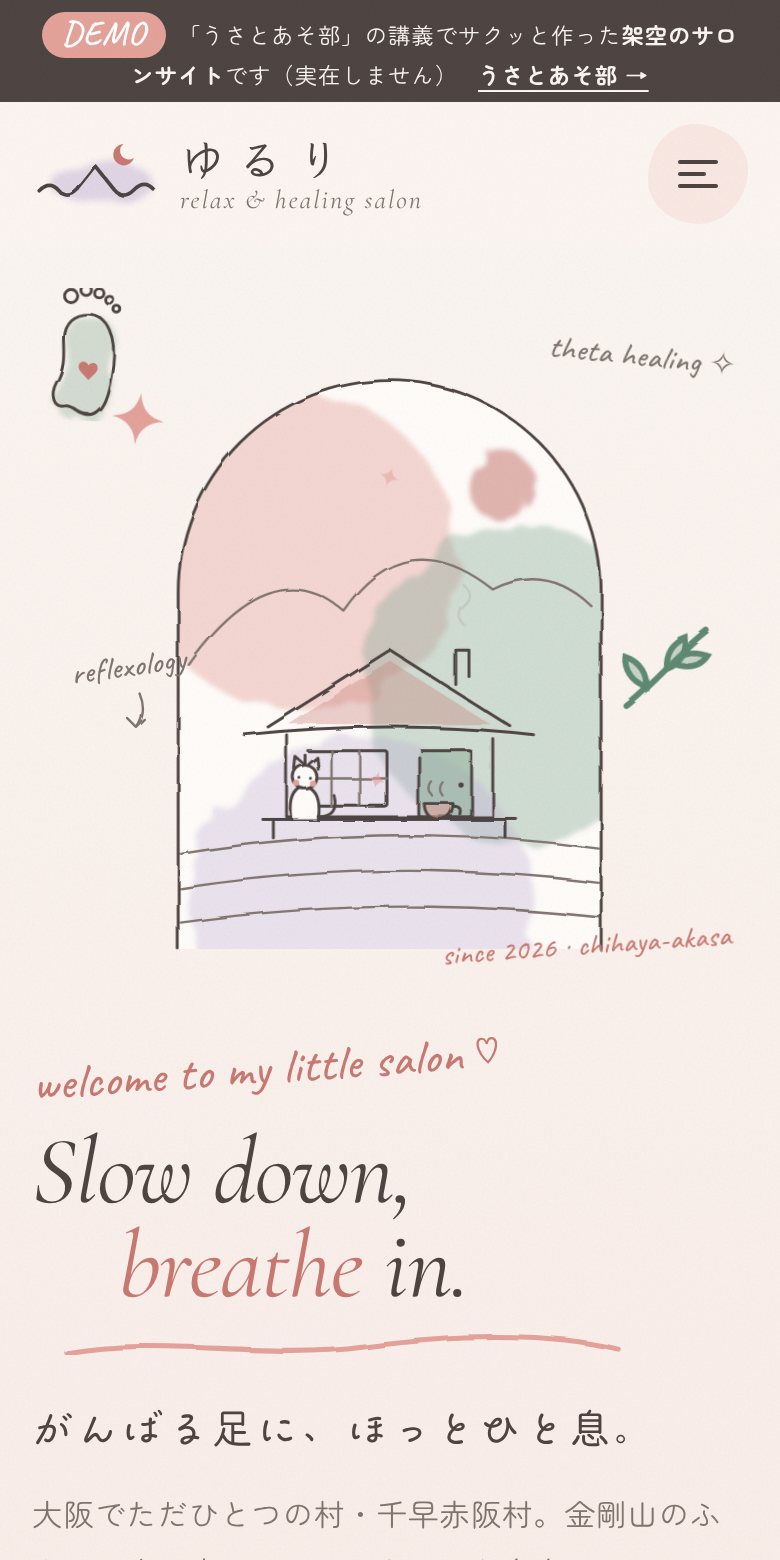 DEMO 「うさとあそ部」の講義でサクッと作った架空のサロ
ンサイトです（実在しません） うさとあそ部 →
ゆるり
relax & healing salon
theta healing ✧
reflexology
since 2026 · chihaya-akasa
welcome to my little salon ♡
Slow down,
breathe in.
がんばる足に、ほっとひと息。
大阪でただひとつの村・千早赤阪村。金剛山のふ